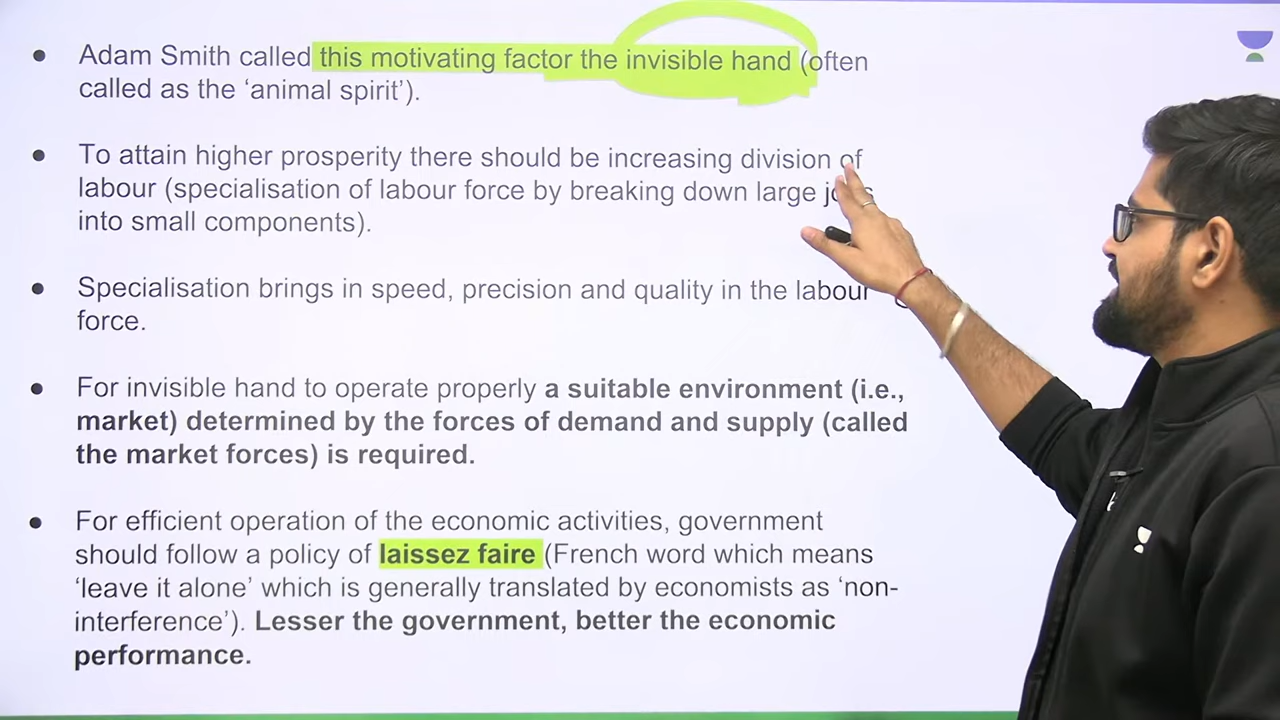 ● Adam Smith called this motivating factor the invisible hand (often
called as the ‘animal spirit’).
● To attain higher prosperity there should be increasing division of
labour (specialisation of labour force by breaking down large
into small components).
● Specialisation brings in speed, precision and quality in the labour
force.
● For invisible hand to operate properly a suitable environment (i.e.,
market) determined by the forces of demand and supply (called
the market forces) is required.
● For efficient operation of the economic activities, government
should follow a policy of laissez faire (French word which means
‘leave it alone’ which is generally translated by economists as ‘non-
interference’). Lesser the government, better the economic
performance.